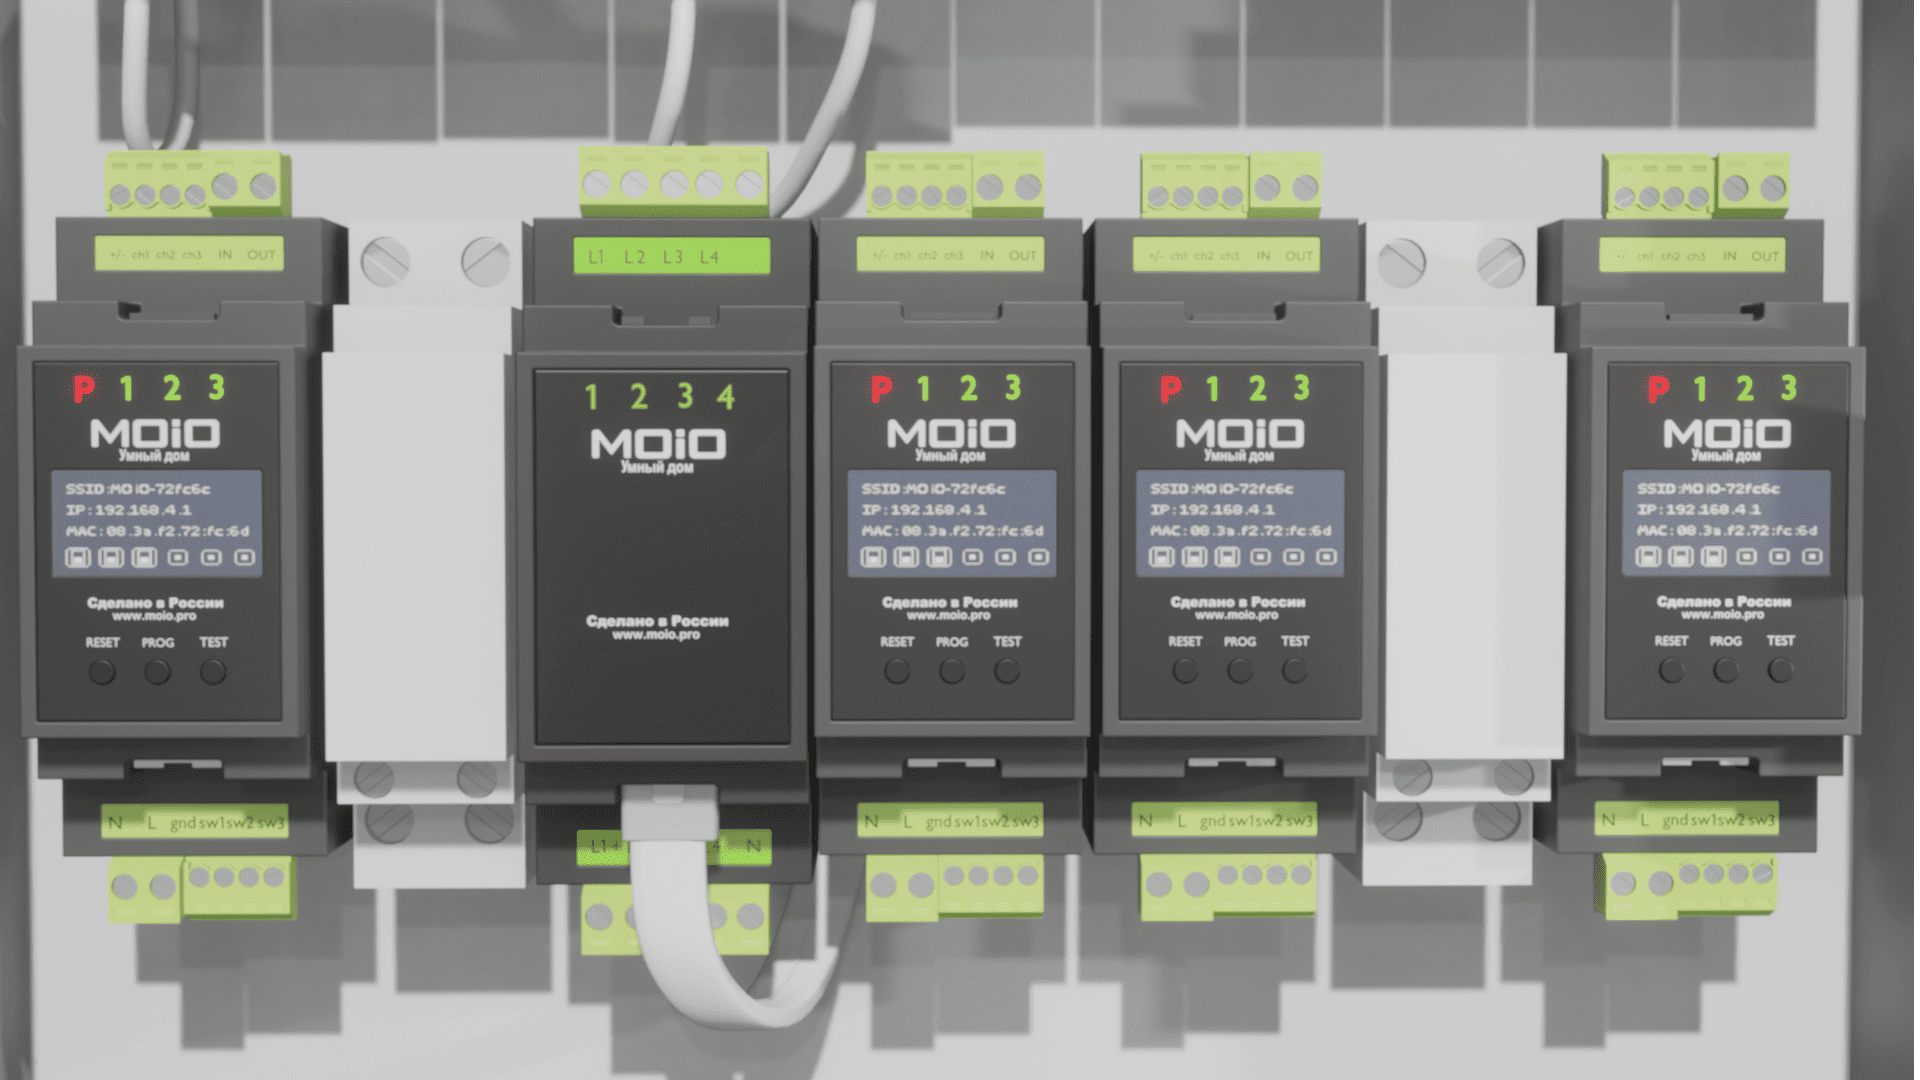 +/- ch1 ch2 ch3 IN OUT
P 1 2 3
MOiO
Умный дом
SSID:MOiO-72fc6c
IP:192.168.4.1
MAC:08.3a.f2.72:fc:6d
Сделано в России
www.moio.pro
RESET PROG TEST
N L gnd sw1 sw2 sw3
L1 L2 L3 L4
1 2 3 4
MOiO
Умный дом
Сделано в России
www.moio.pro
L1 4 N
+/- ch1 ch2 ch3 IN OUT
P 1 2 3
MOiO
Умный дом
SSID:MOiO-72fc6c
IP:192.168.4.1
MAC:08.3a.f2.72:fc:6d
Сделано в России
www.moio.pro
RESET PROG TEST
N L gnd sw1 sw2 sw3
+/- ch1 ch2 ch3 IN OUT
P 1 2 3
MOiO
Умный дом
SSID:MOiO-72fc6c
IP:192.168.4.1
MAC:08.3a.f2.72:fc:6d
Сделано в России
www.moio.pro
RESET PROG TEST
N L gnd sw1 sw2 sw3
+/- ch1 ch2 ch3 IN OUT
P 1 2 3
MOiO
Умный дом
SSID:MOiO-72fc6c
IP:192.168.4.1
MAC:08.3a.f2.72:fc:6d
Сделано в России
www.moio.pro
RESET PROG TEST
N L gnd sw1 sw2 sw3